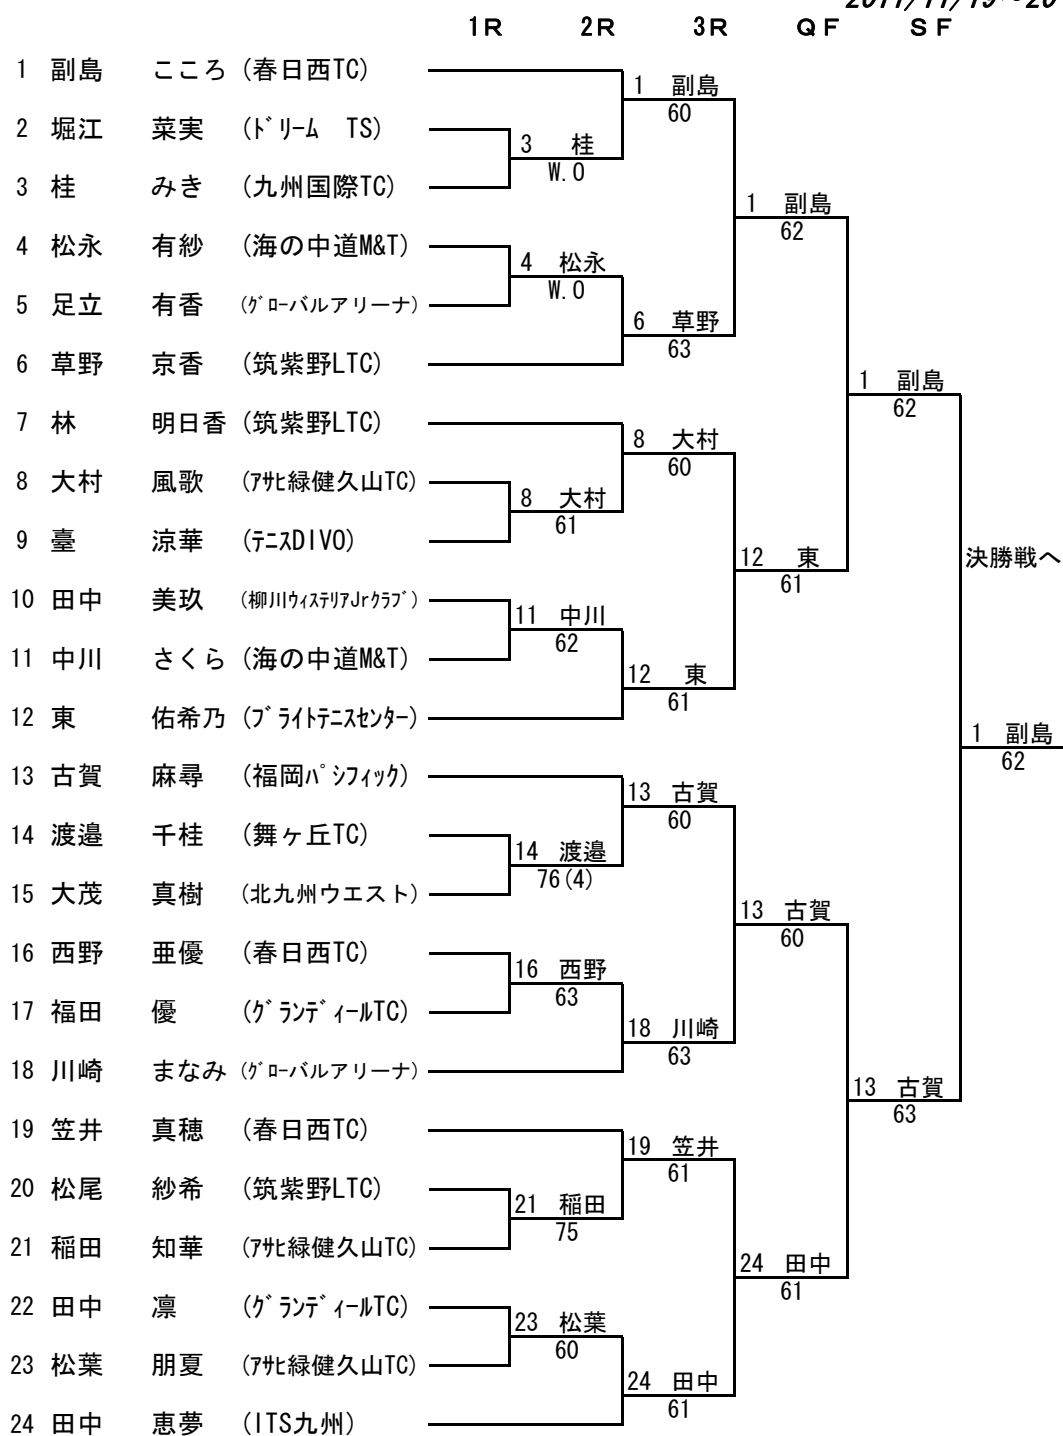 1R 2R 3R QF SF
1 副島 こころ (春日西TC)
1 副島
60
2 堀江 菜実 (ﾄﾞﾘｰﾑ TS)
3 桂
W.O
3 桂 みき (九州国際TC)
1 副島
62
4 松永 有紗 (海の中道M&T)
4 松永
W.O
5 足立 有香 (ｸﾞﾛｰバルアリーナ)
6 草野
63
6 草野 京香 (筑紫野LTC)
1 副島
62
7 林 明日香 (筑紫野LTC)
8 大村
60
8 大村 風歌 (ｱｻﾋ緑健久山TC)
8 大村
61
9 臺 涼華 (ﾃﾆｽDIVO)
12 東
61
決勝戦へ
10 田中 美玖 (柳川ｳｨｽﾃﾘｱJrｸﾗﾌﾞ)
11 中川
62
11 中川 さくら (海の中道M&T)
12 東
61
12 東 佑希乃 (ﾌﾞﾗｲﾄﾃﾆｽｾﾝﾀｰ)
1 副島
62
13 古賀 麻尋 (福岡ﾊﾟｼﾌｨｯｸ)
13 古賀
60
14 渡邉 千桂 (舞ヶ丘TC)
14 渡邉
76(4)
15 大茂 真樹 (北九州ウエスト)
13 古賀
60
16 西野 亜優 (春日西TC)
16 西野
63
17 福田 優 (ｸﾞﾗﾝﾃﾞｨｰﾙTC)
18 川崎
63
18 川崎 まなみ (ｸﾞﾛｰバルアリーナ)
13 古賀
63
19 笠井 真穂 (春日西TC)
19 笠井
61
20 松尾 紗希 (筑紫野LTC)
21 稲田
75
21 稲田 知華 (ｱｻﾋ緑健久山TC)
24 田中
61
22 田中 凛 (ｸﾞﾗﾝﾃﾞｨｰﾙTC)
23 松葉
60
23 松葉 朋夏 (ｱｻﾋ緑健久山TC)
24 田中
61
24 田中 恵夢 (ITS九州)